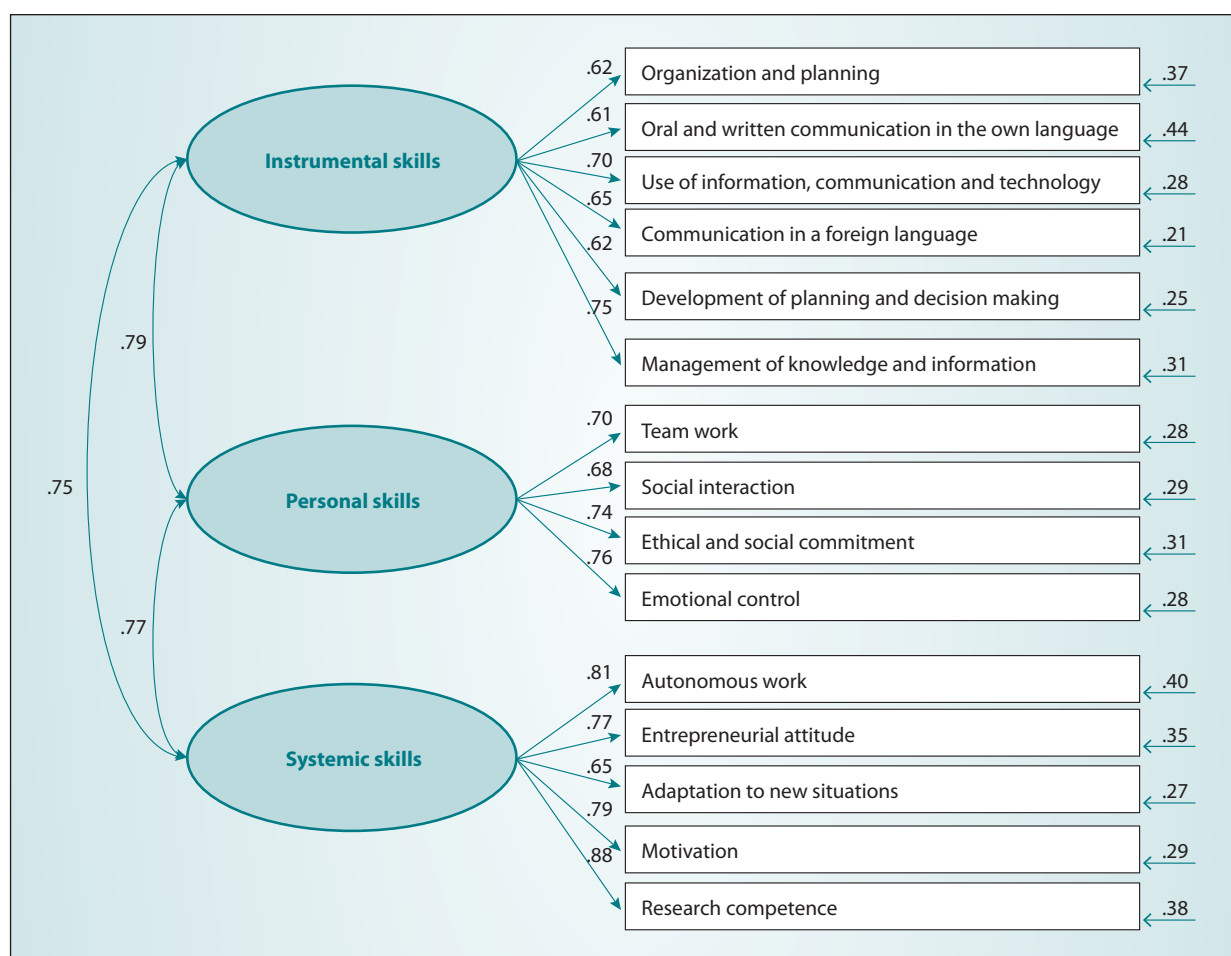 .62
Organization and planning
.37
.61
Oral and written communication in the own language
.44
Instrumental skills
.70
Use of information, communication and technology
.28
.65
Communication in a foreign language
.21
.62
Development of planning and decision making
.25
.75
Management of knowledge and information
.31
.79
.70
Team work
.28
.68
Social interaction
.29
.75
Personal skills
.74
Ethical and social commitment
.31
.76
Emotional control
.28
.77
.81
Autonomous work
.40
.77
Entrepreneurial attitude
.35
Systemic skills
.65
Adaptation to new situations
.27
.79
Motivation
.29
.88
Research competence
.38